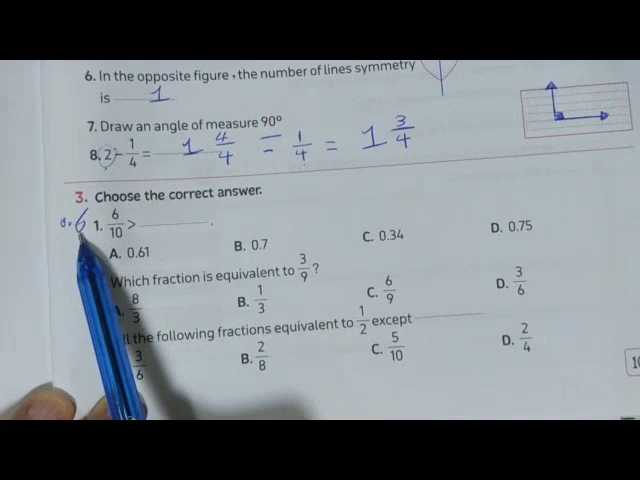 6. In the opposite figure, the number of lines symmetry
is 1
7. Draw an angle of measure 90°
8. 2 - 1/4 = 1 4/4 - 1/4 = 1 3/4
3. Choose the correct answer.
0.6 1. 6/10 > .
A. 0.61 B. 0.7 C. 0.34 D. 0.75
Which fraction is equivalent to 3/9 ?
8/3 B. 1/3 C. 6/9 D. 3/6
ll the following fractions equivalent to 1/2 except
3/6 B. 2/8 C. 5/10 D. 2/4